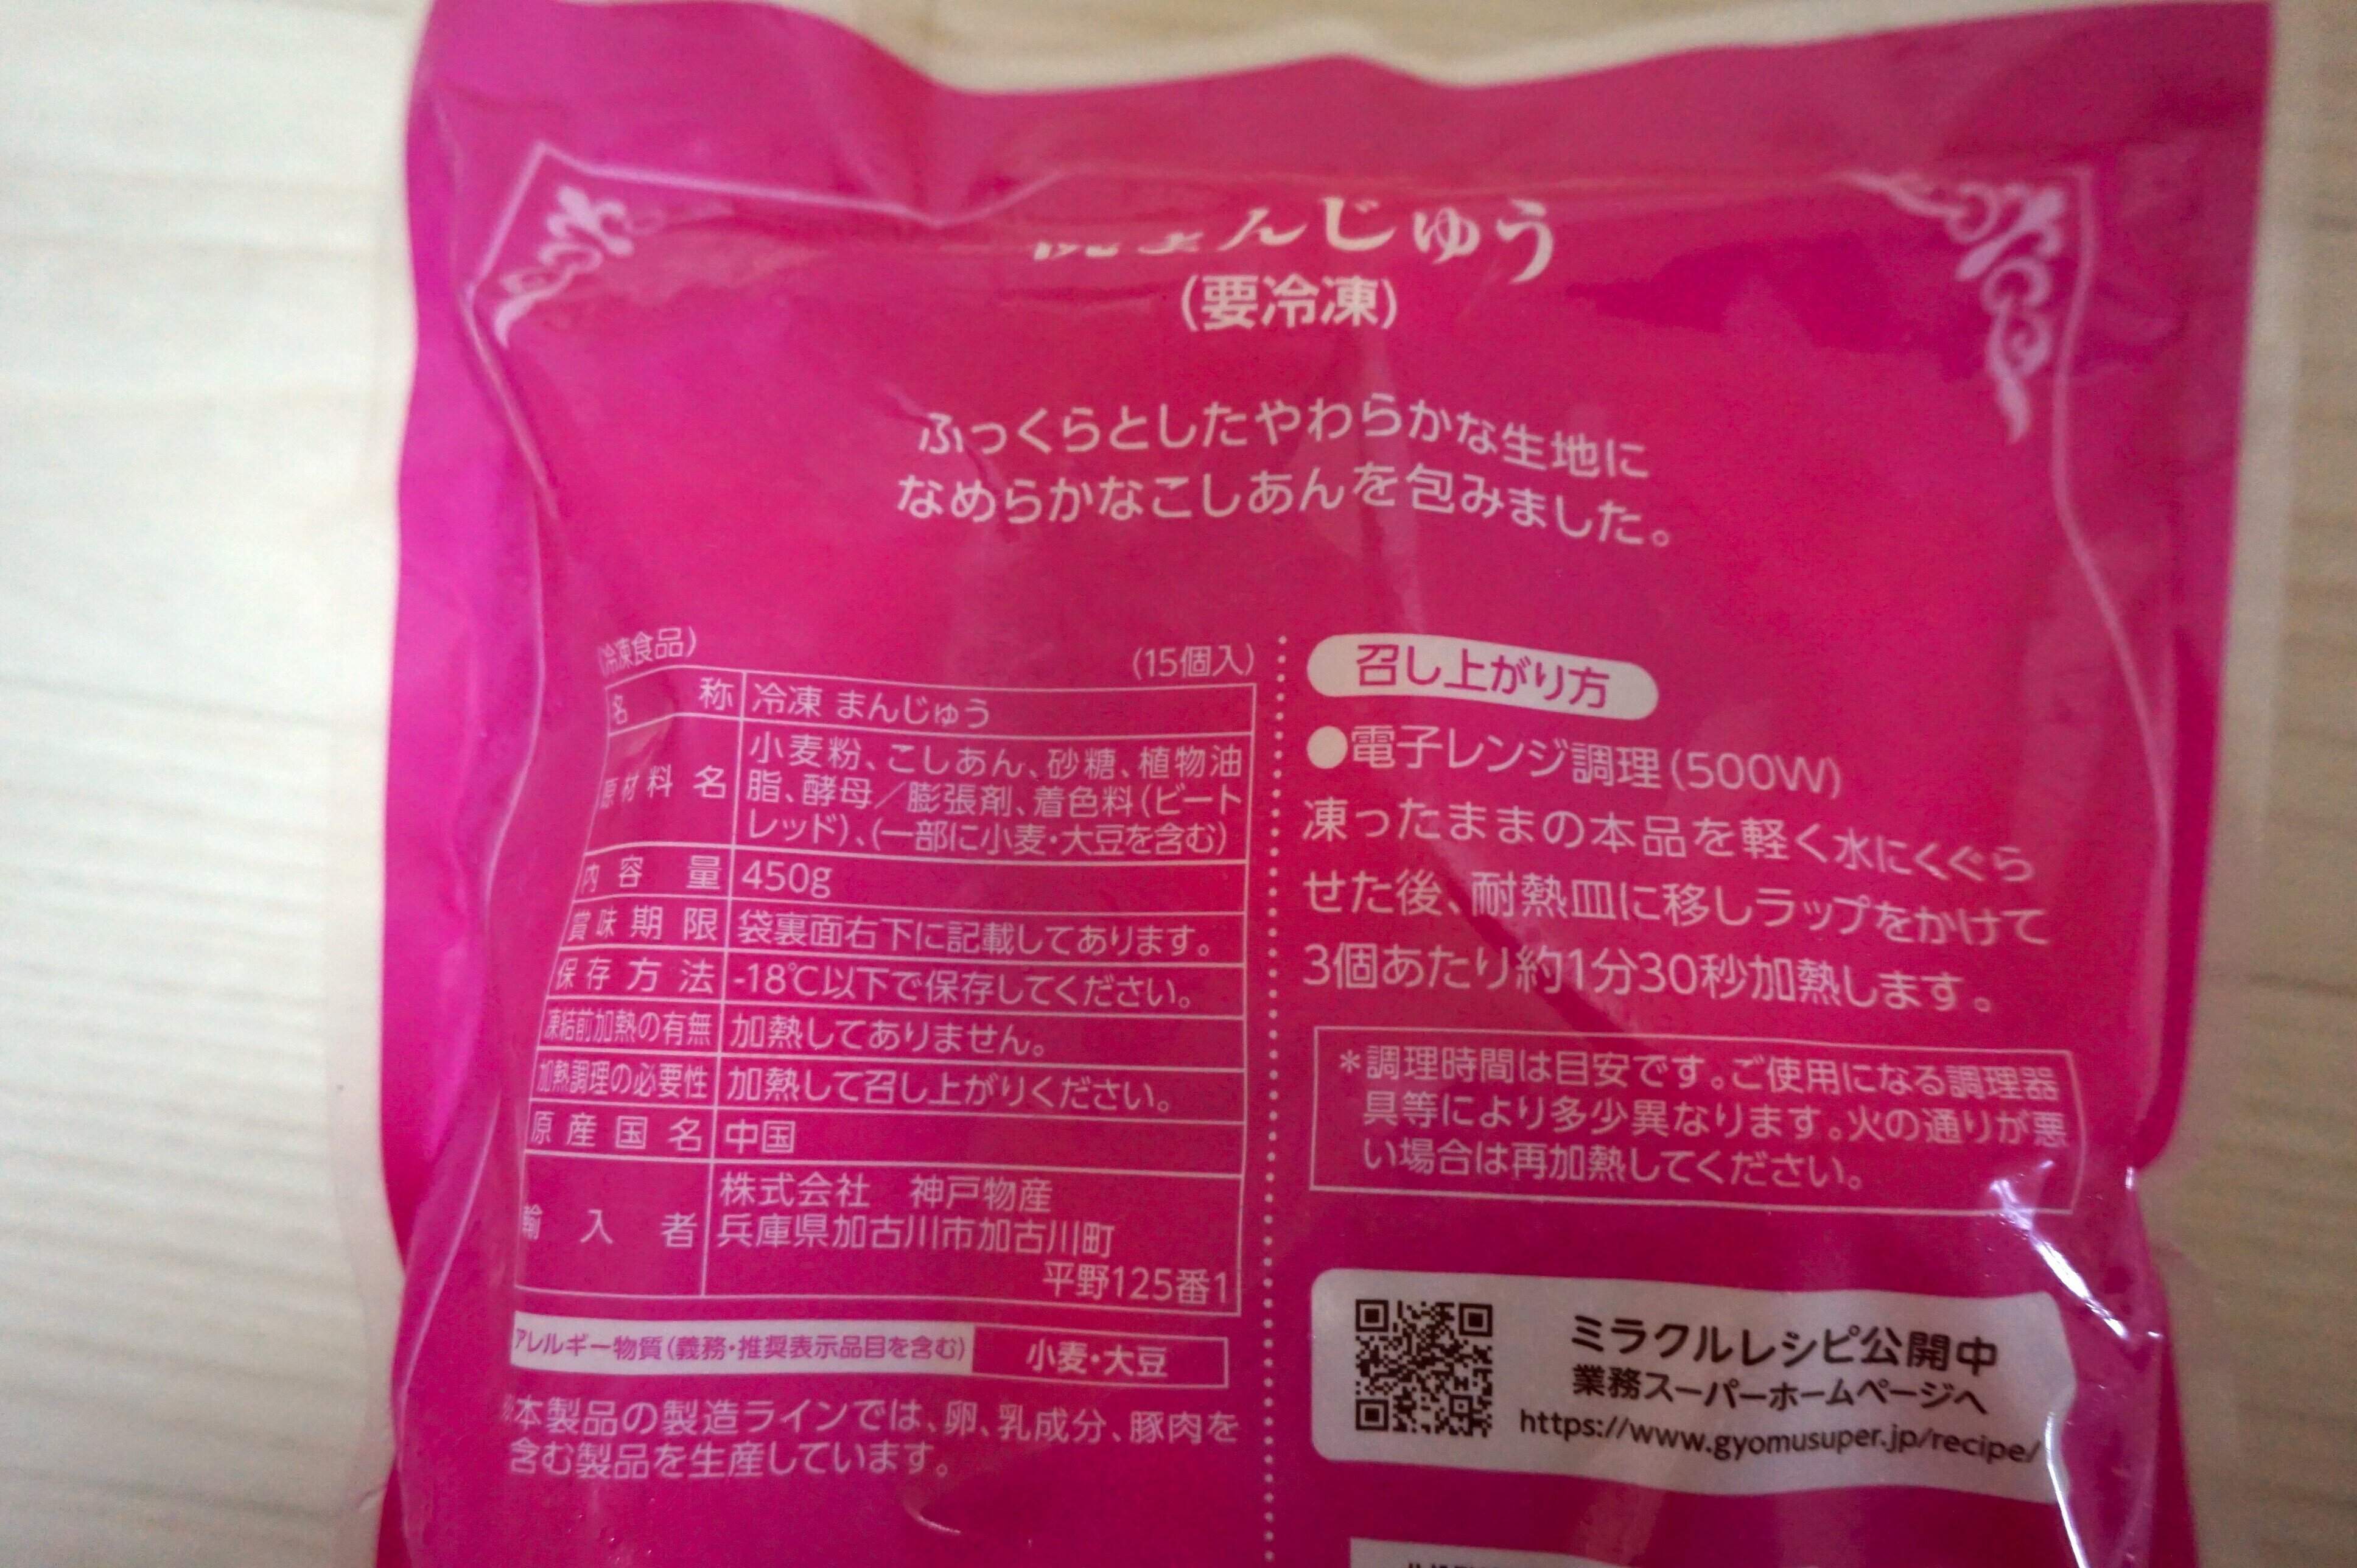 まんじゅう
(要冷凍)
ふっくらとしたやわらかな生地に
なめらかなこしあんを包みました。
(冷凍食品)
(15個入)
名称 冷凍 まんじゅう
原材料名 小麦粉、こしあん、砂糖、植物油
脂、酵母/膨張剤、着色料(ビート
レッド)、(一部に小麦・大豆を含む)
内容量 450g
賞味期限 袋裏面右下に記載してあります。
保存方法 -18℃以下で保存してください。
凍結前加熱の有無 加熱してありません。
加熱調理の必要性 加熱して召し上がりください。
原産国名 中国
輸入者 株式会社 神戸物産
兵庫県加古川市加古川町
平野125番1
アレルギー物質(義務・推奨表示品目を含む) 小麦・大豆
※本製品の製造ラインでは、卵、乳成分、豚肉を
含む製品を生産しています。
召し上がり方
●電子レンジ調理(500W)
凍ったままの本品を軽く水にくぐら
せた後、耐熱皿に移しラップをかけて
3個あたり約1分30秒加熱します。
*調理時間は目安です。ご使用になる調理器
具等により多少異なります。火の通りが悪
い場合は再加熱してください。
ミラクルレシピ公開中
業務スーパーホームページへ
https://www.gyomusuper.jp/recipe/